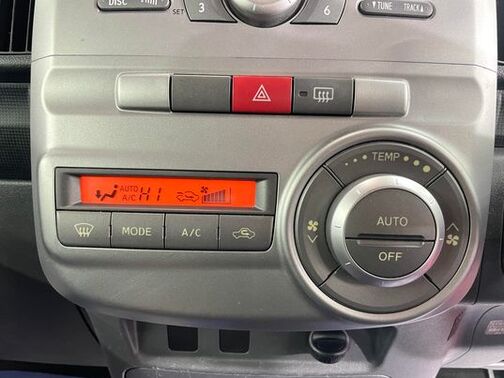 DISC
SET
3
6
▼TUNE TRACK▲
TEMP
AUTO
A/C
HI
MODE
A/C
AUTO
OFF